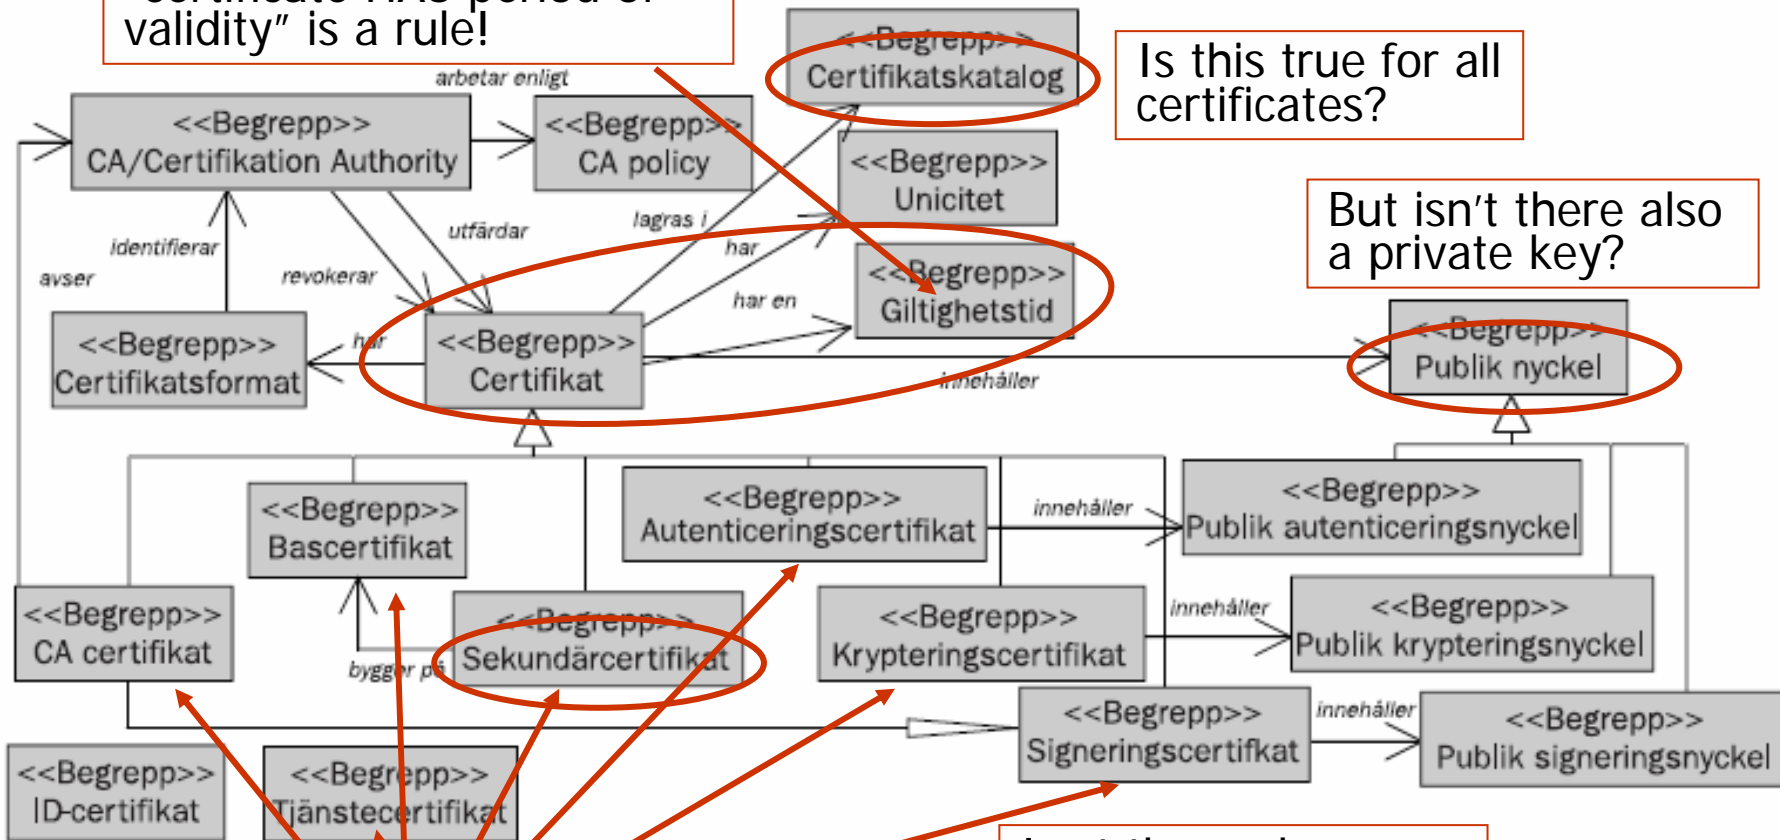 validity" is a rule!
<<Begrepp>>
Certifikatskatalog
Is this true for all
certificates?
arbetar enligt
<<Begrepp>>
CA/Certifikation Authority
<<Begrepp>>
CA policy
<<Begrepp>>
Unicitet
But isn't there also
a private key?
identifierar
utfärdar
lagras i
har
avser
revokerar
har en
<<Begrepp>>
Giltighetstid
<<Begrepp>>
Certifikatsformat
har
<<Begrepp>>
Certifikat
innehåller
<<Begrepp>>
Publik nyckel
<<Begrepp>>
Bascertifikat
<<Begrepp>>
Autenticeringscertifikat
innehåller
<<Begrepp>>
Publik autenticeringsnyckel
<<Begrepp>>
CA certifikat
bygger på
<<Begrepp>>
Sekundärcertifikat
<<Begrepp>>
Krypteringscertifikat
innehåller
<<Begrepp>>
Publik krypteringsnyckel
<<Begrepp>>
Signeringscertifkat
innehåller
<<Begrepp>>
Publik signeringsnyckel
<<Begrepp>>
ID-certifikat
<<Begrepp>>
Tjänstecertifikat